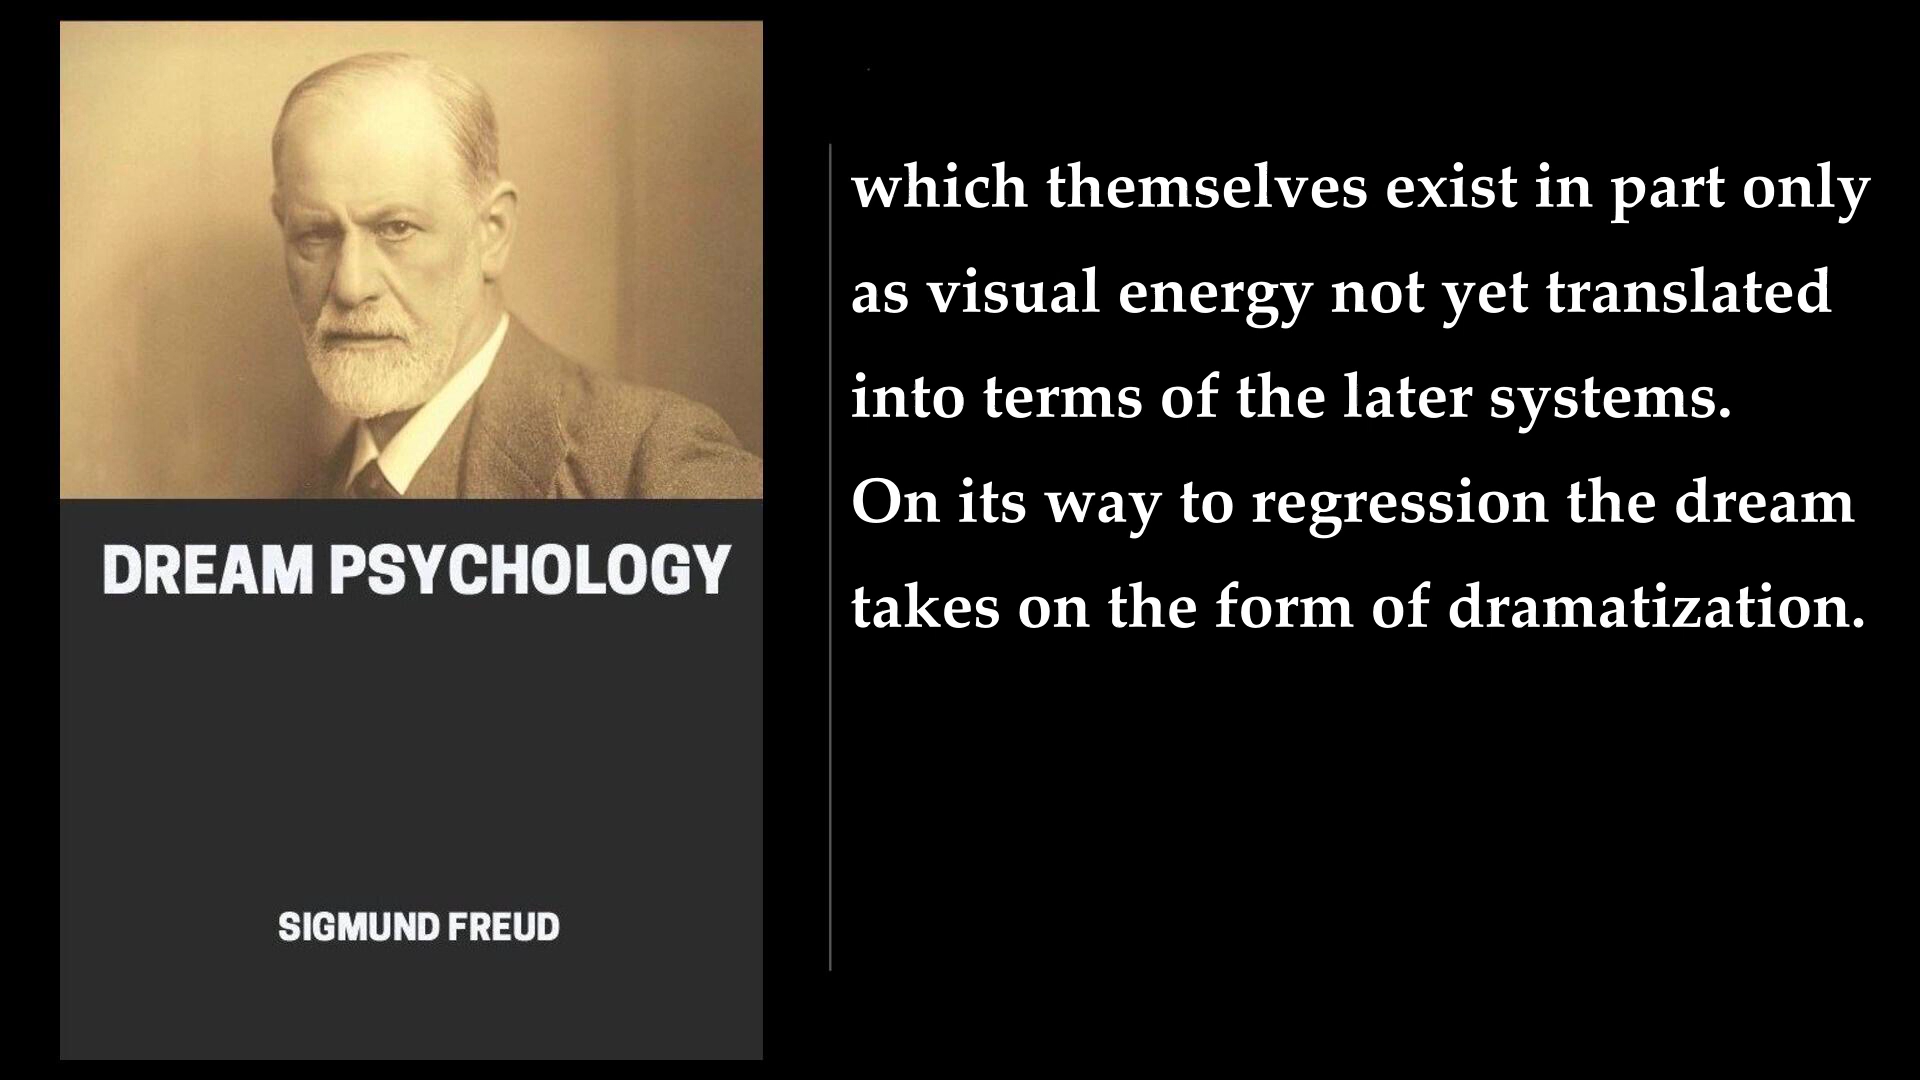 DREAM PSYCHOLOGY
SIGMUND FREUD
which themselves exist in part only
as visual energy not yet translated
into terms of the later systems.
On its way to regression the dream
takes on the form of dramatization.